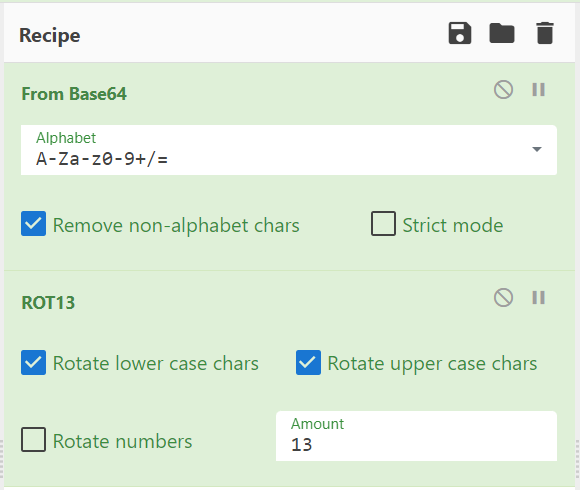 Recipe
From Base64
Alphabet
A-Za-z0-9+/=
Remove non-alphabet chars Strict mode
ROT13
Rotate lower case chars Rotate upper case chars
Amount
Rotate numbers 13